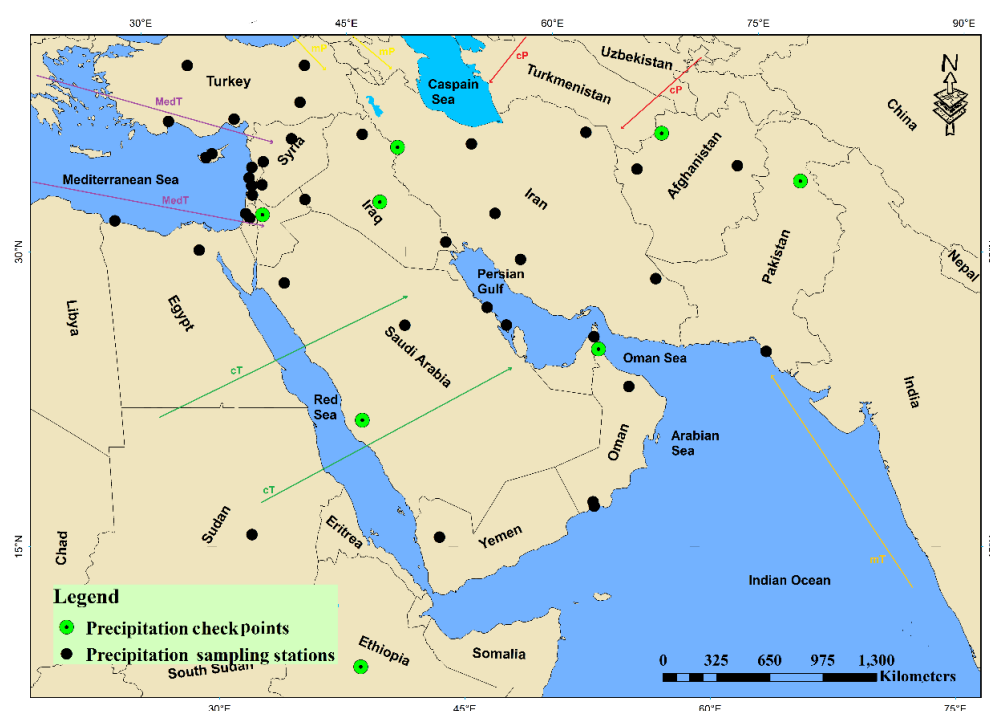 30°E 45°E 60°E 75°E 90°E
mP mP cP
Uzbekistan
N
Turkey
Caspain
Sea
Turkmenistan
cP
China
MedT
Syria
Afghanistan
Mediterranean Sea
MedT
Iraq
Iran
30°N
Pakistan
Nepal
Persian
Gulf
Libya
Egypt
Saudi Arabia
Oman Sea
cT
India
Red
Sea
Oman
Arabian
Sea
cT
Sudan
Eritrea
Yemen
15°N
Chad
mT
Indian Ocean
Legend
Precipitation checkpoints
Precipitation sampling stations
Ethiopia
Somalia
South Sudan
0 325 650 975 1,300
Kilometers
30°E 45°E 60°E 75°E